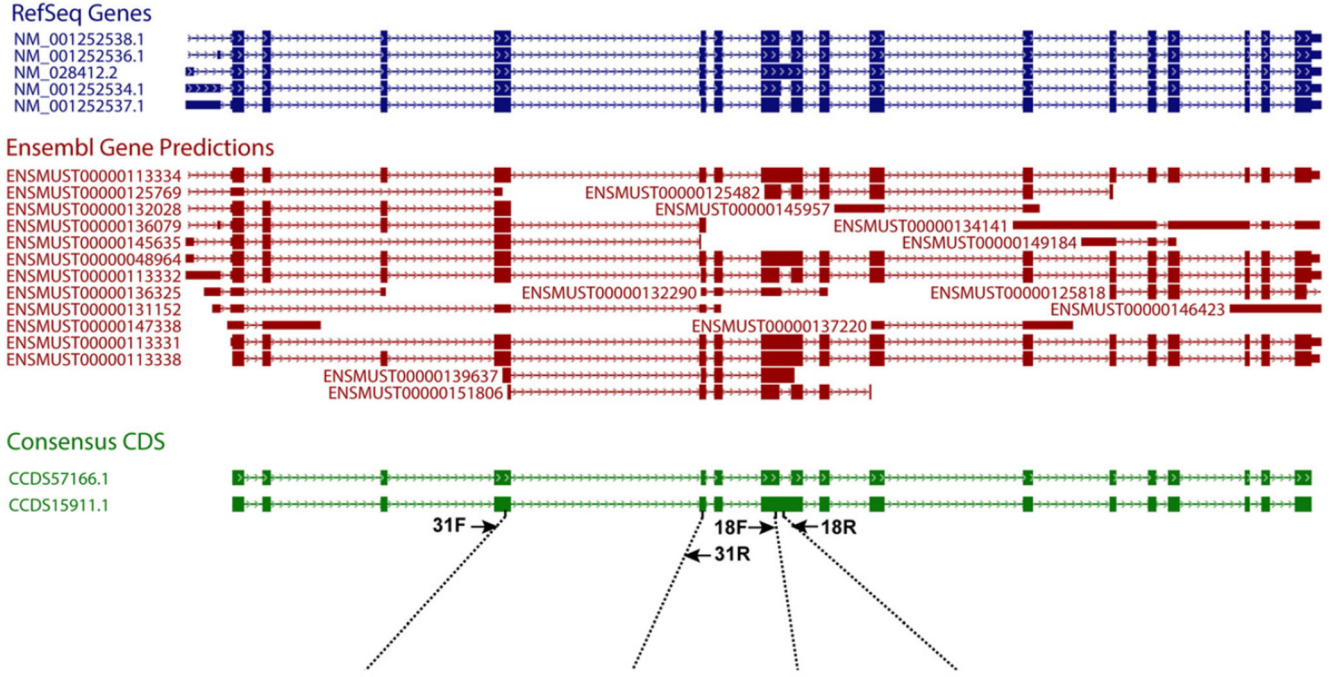 RefSeq Genes
NM_001252538.1
NM_001252536.1
NM_028412.2
NM_001252534.1
NM_001252537.1
Ensembl Gene Predictions
ENSMUST00000113334
ENSMUST00000125769 ENSMUST00000125482
ENSMUST00000132028 ENSMUST00000145957
ENSMUST00000136079 ENSMUST00000134141
ENSMUST00000145635 ENSMUST00000149184
ENSMUST00000048964
ENSMUST00000113332
ENSMUST00000136325 ENSMUST00000132290 ENSMUST00000125818
ENSMUST00000131152 ENSMUST00000146423
ENSMUST00000147338 ENSMUST00000137220
ENSMUST00000113331
ENSMUST00000113338
ENSMUST00000139637
ENSMUST00000151806
Consensus CDS
CCDS57166.1
CCDS15911.1
31F 18F 18R
31R